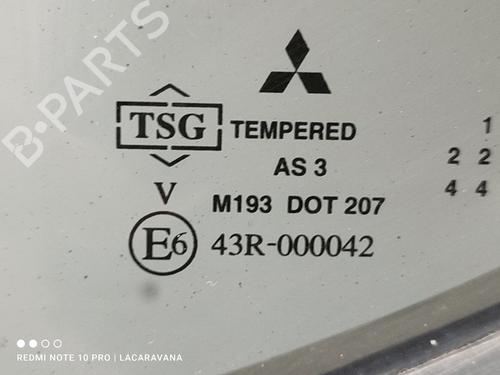 B-PARTS
TSG TEMPERED
AS 3
V
M193 DOT 207
E6 43R-000042
1
2 2
4 4
REDMI NOTE 10 PRO | LACARAVANA